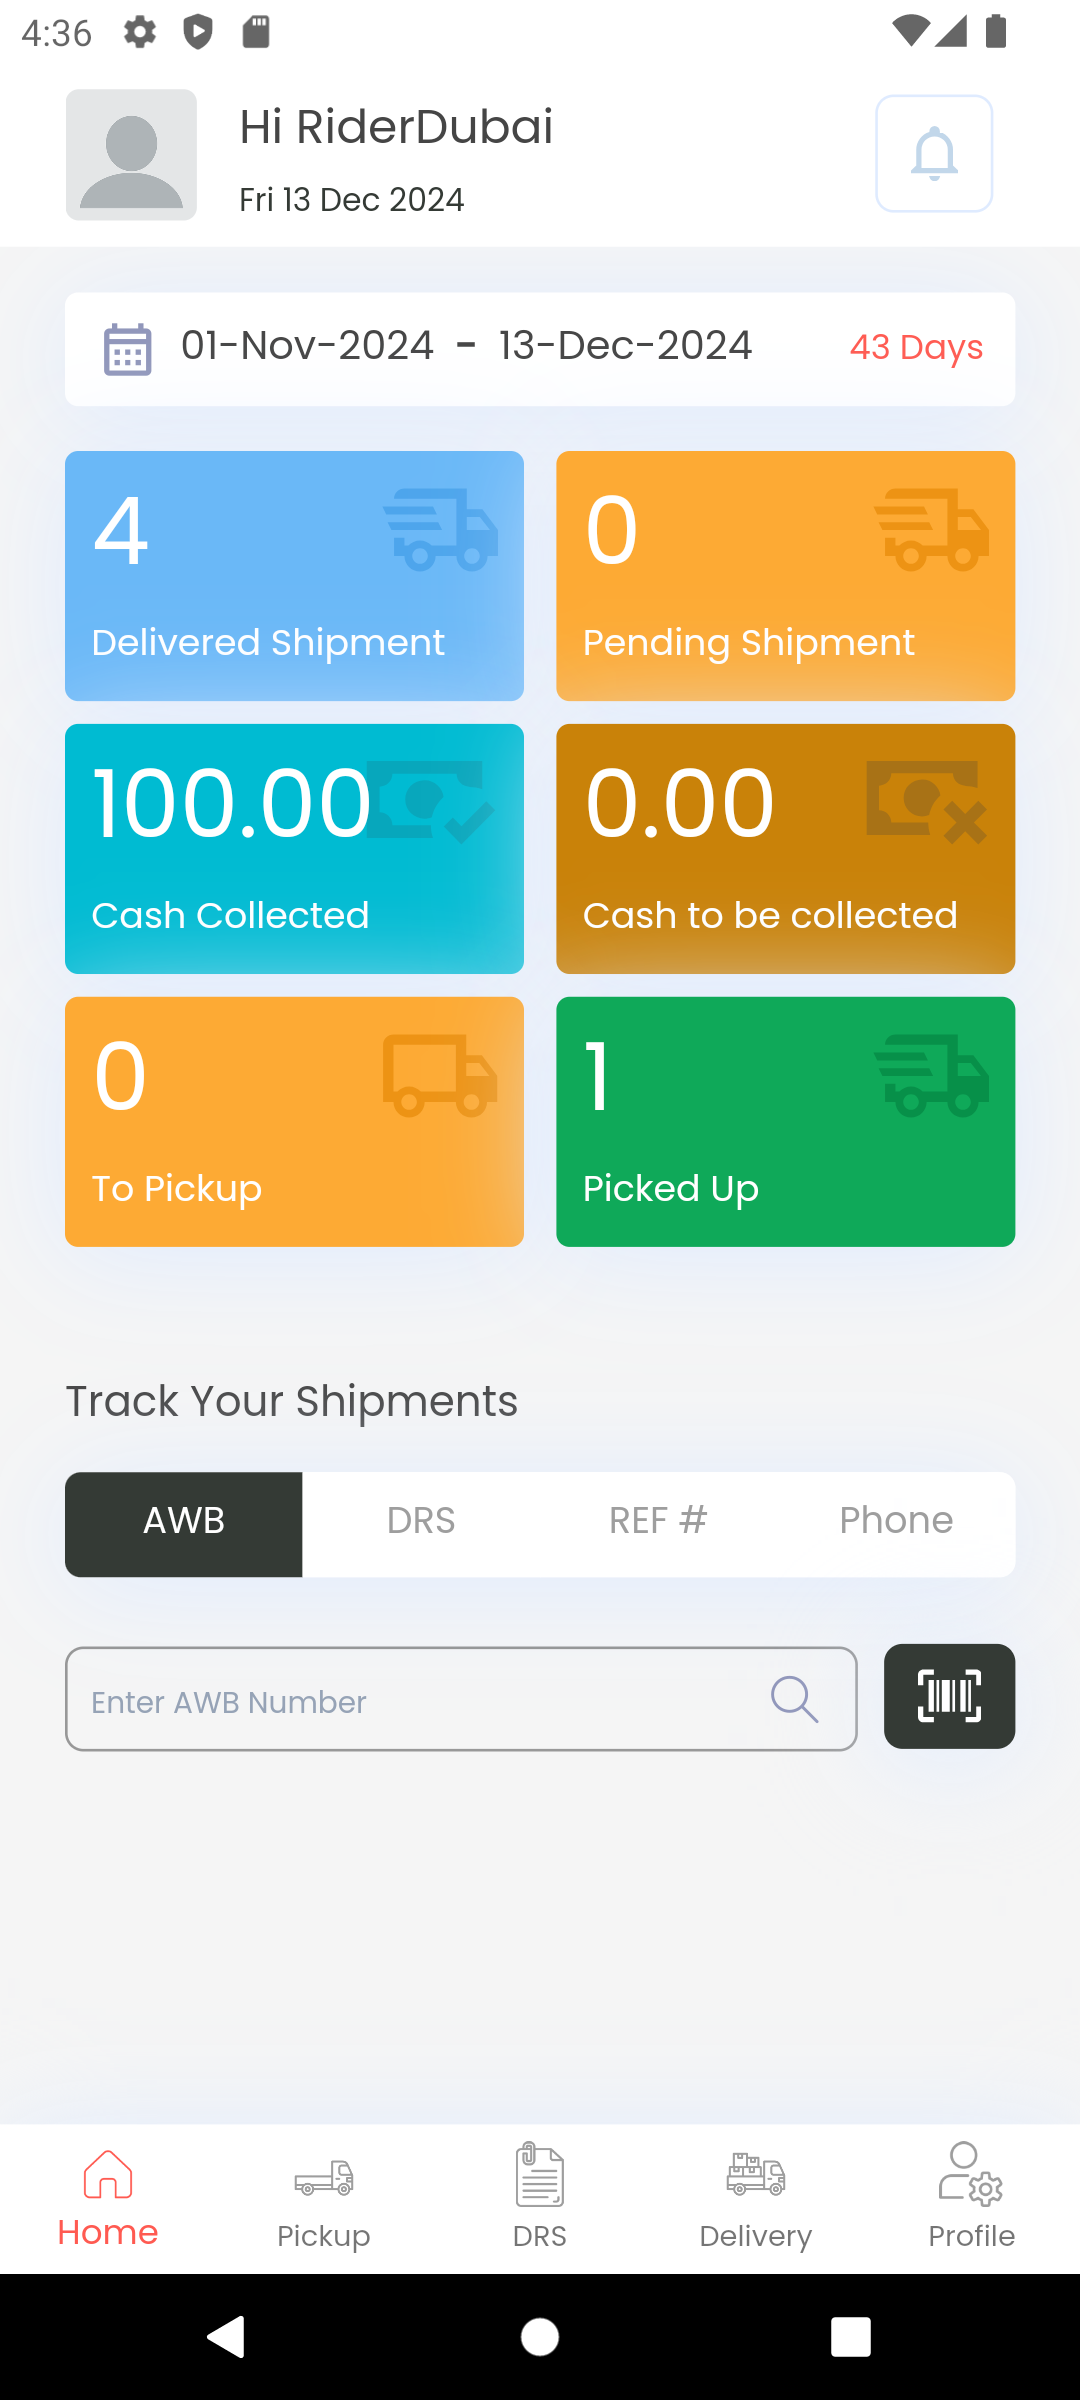 4:36
Hi RiderDubai
Fri 13 Dec 2024
01-Nov-2024 - 13-Dec-2024 43 Days
4
Delivered Shipment
0
Pending Shipment
100.00
Cash Collected
0.00
Cash to be collected
0
To Pickup
1
Picked Up
Track Your Shipments
AWB DRS REF # Phone
Enter AWB Number
Home Pickup DRS Delivery Profile